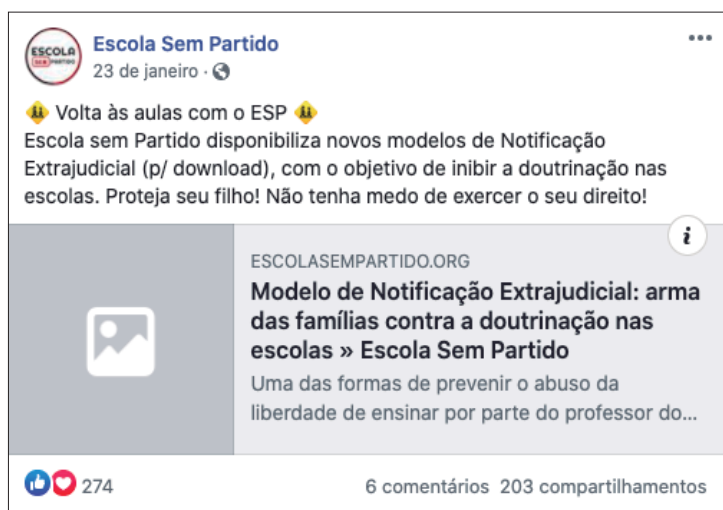 ESCOLA
SEM PARTIDO
Escola Sem Partido
23 de janeiro ·
Volta às aulas com o ESP
Escola sem Partido disponibiliza novos modelos de Notificação
Extrajudicial (p/ download), com o objetivo de inibir a doutrinação nas
escolas. Proteja seu filho! Não tenha medo de exercer o seu direito!
i
ESCOLASEMPARTIDO.ORG
Modelo de Notificação Extrajudicial: arma
das famílias contra a doutrinação nas
escolas » Escola Sem Partido
Uma das formas de prevenir o abuso da
liberdade de ensinar por parte do professor do...
274
6 comentários 203 compartilhamentos